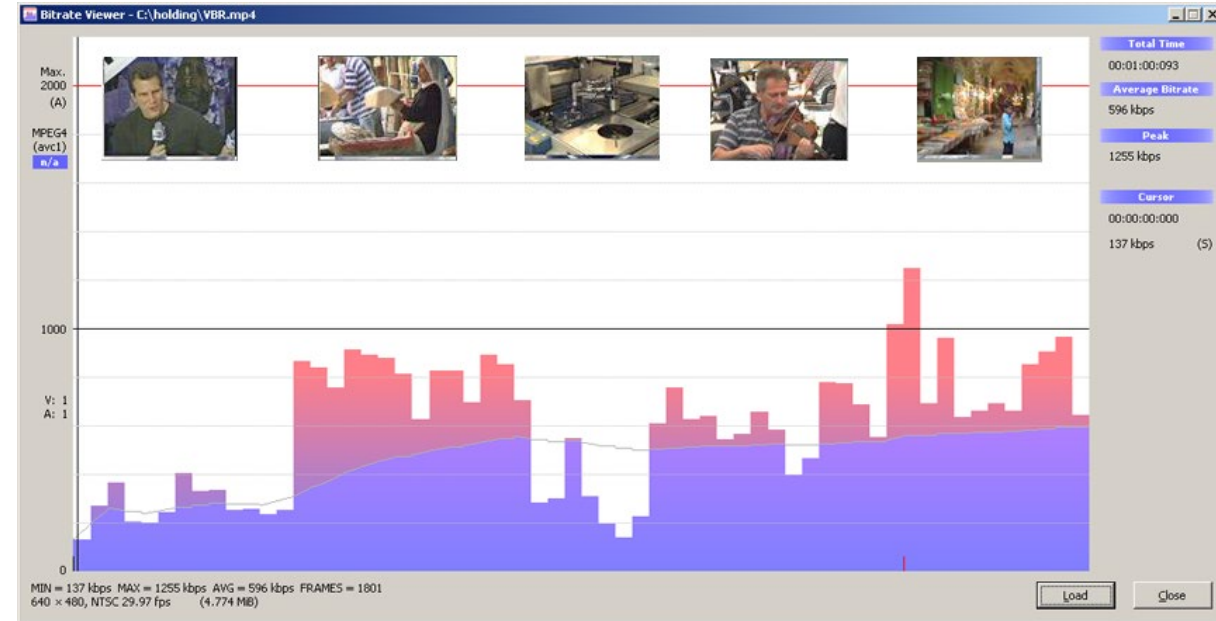 Bitrate Viewer - C:\holding\VBR.mp4
Max.
2000
(A)
MPEG4
(avc1)
n/a
1000
V: 1
A: 1
0
Total Time
00:01:00:093
Average Bitrate
596 kbps
Peak
1255 kbps
Cursor
00:00:00:000
137 kbps (S)
MIN = 137 kbps MAX = 1255 kbps AVG = 596 kbps FRAMES = 1801
640 × 480, NTSC 29.97 fps (4.774 MiB)
Load
Close